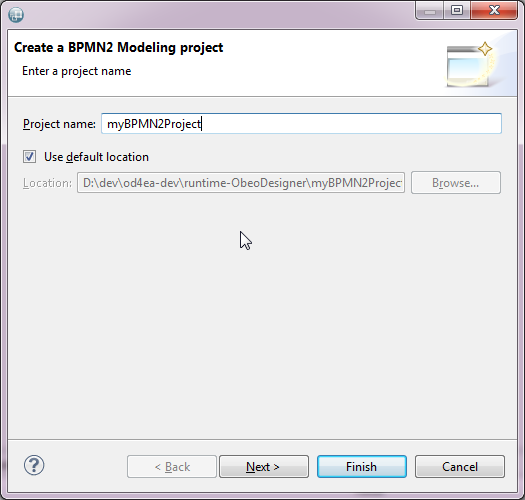 Create a BPMN2 Modeling project
Enter a project name
Project name: myBPMN2Project
Use default location
Location: D:\dev\od4ea-dev\runtime-ObeoDesigner\myBPMN2Projec Browse...
< Back Next > Finish Cancel